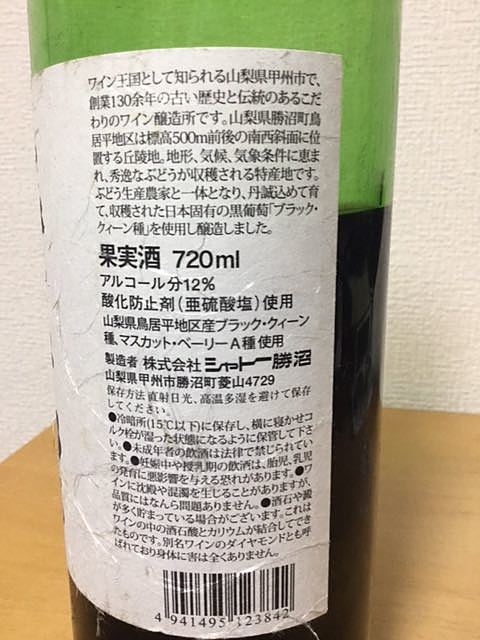 ワイン王国として知られる山梨県甲州市で、
創業130余年の古い歴史と伝統のあるこだ
わりのワイン醸造所です。山梨県勝沼町鳥
居平地区は標高500m前後の南西斜面に位
置する丘陵地。地形、気候、気象条件に恵ま
れ、秀逸なぶどうが収穫される特産地です。
ぶどう生産農家と一体となり、丹誠込めて育
て、収穫された日本固有の黒葡萄「ブラック・
クィーン種」を使用し醸造しました。
果実酒 720ml
アルコール分12%
酸化防止剤(亜硫酸塩)使用
山梨県鳥居平地区産ブラック・クィーン
種、マスカット・ベーリーA種使用
製造者 株式会社 シャトー勝沼
山梨県甲州市勝沼町菱山4729
保存方法 直射日光、高温多湿を避けて保存
してください。
●冷暗所(15℃以下)に保存し、横に寝かせコ
ルク栓が湿った状態になるように保管して下さ
い。●未成年者の飲酒は法律で禁じられてい
ます。●妊娠中や授乳期の飲酒は、胎児、乳児
の発育に悪影響を与える恐れがあります。●ワ
インに沈殿や混濁を生じることがありますが、
品質にはなんら問題ありません。●酒石や澱
が多く貯まっている場合がございます。これは
ワインの中の酒石酸とカリウムが結合してでき
たものです。別名ワインのダイヤモンドとも呼
ばれており身体に害は全くありません。
4 941495 123842